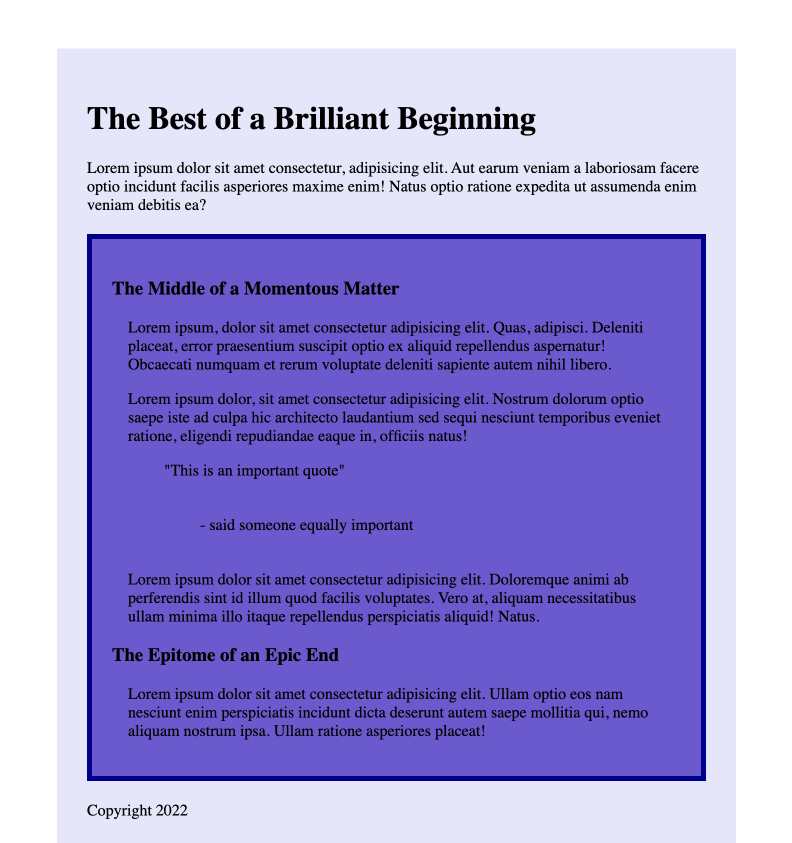 The Best of a Brilliant Beginning
Lorem ipsum dolor sit amet consectetur, adipisicing elit. Aut earum veniam a laboriosam facere
optio incidunt facilis asperiores maxime enim! Natus optio ratione expedita ut assumenda enim
veniam debitis ea?
The Middle of a Momentous Matter
Lorem ipsum, dolor sit amet consectetur adipisicing elit. Quas, adipisci. Deleniti
placeat, error praesentium suscipit optio ex aliquid repellendus aspernatur!
Obcaecati numquam et rerum voluptate deleniti sapiente autem nihil libero.
Lorem ipsum dolor, sit amet consectetur adipisicing elit. Nostrum dolorum optio
saepe iste ad culpa hic architecto laudantium sed sequi nesciunt temporibus eveniet
ratione, eligendi repudiandae eaque in, officiis natus!
"This is an important quote"
- said someone equally important
Lorem ipsum dolor sit amet consectetur adipisicing elit. Doloremque animi ab
perferendis sint id illum quod facilis voluptates. Vero at, aliquam necessitatibus
ullam minima illo itaque repellendus perspiciatis aliquid! Natus.
The Epitome of an Epic End
Lorem ipsum dolor sit amet consectetur adipisicing elit. Ullam optio eos nam
nesciunt enim perspiciatis incidunt dicta deserunt autem saepe mollitia qui, nemo
aliquam nostrum ipsa. Ullam ratione asperiores placeat!
Copyright 2022